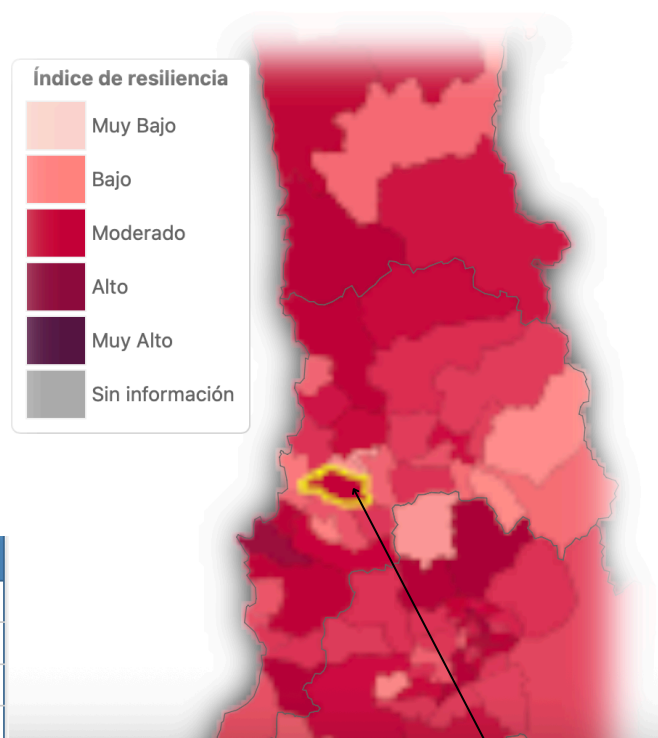 Índice de resiliencia
Muy Bajo
Bajo
Moderado
Alto
Muy Alto
Sin información